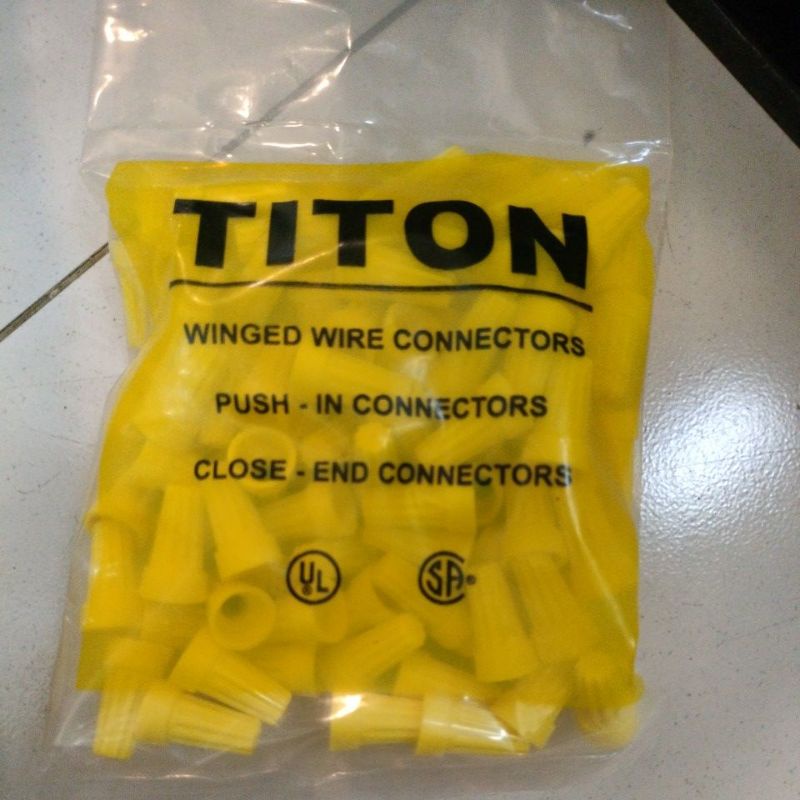 TITON
WINGED WIRE CONNECTORS
PUSH - IN CONNECTORS
CLOSE - END CONNECTORS
UL® SA®